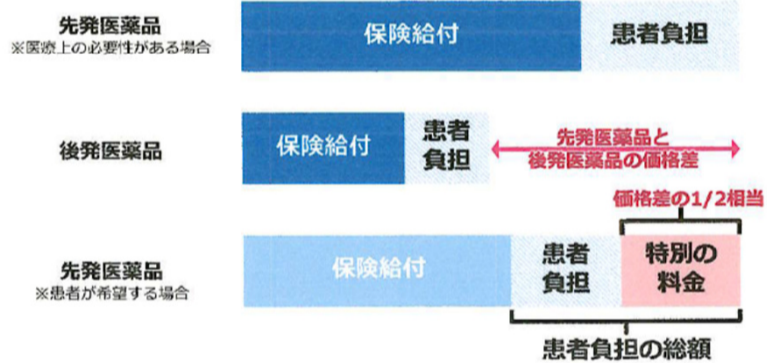 先発医薬品
※医療上の必要性がある場合
保険給付
患者負担
後発医薬品
保険給付
患者
負担
先発医薬品と
後発医薬品の価格差
価格差の1/2相当
先発医薬品
※患者が希望する場合
保険給付
患者
負担
特別の
料金
患者負担の総額